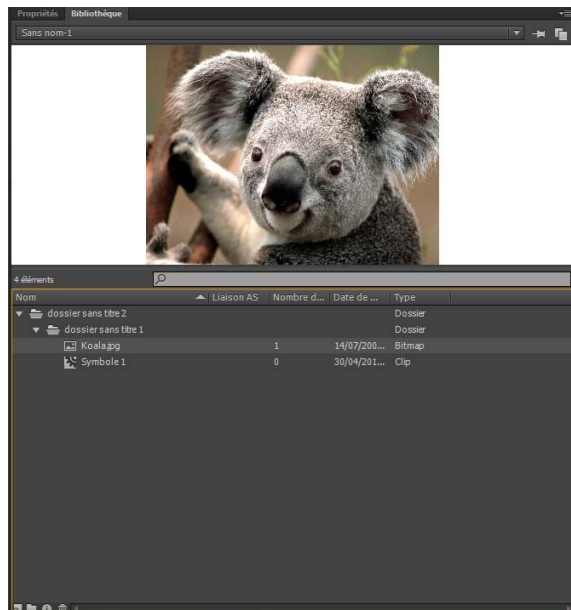 Propriétés Bibliothèque
Sans nom-1
4 éléments
Nom Liaison AS Nombre d... Date de ... Type
dossier sans titre 2 Dossier
dossier sans titre 1 Dossier
Koala.jpg 1 14/07/200... Bitmap
Symbole 1 0 30/04/201... Clip